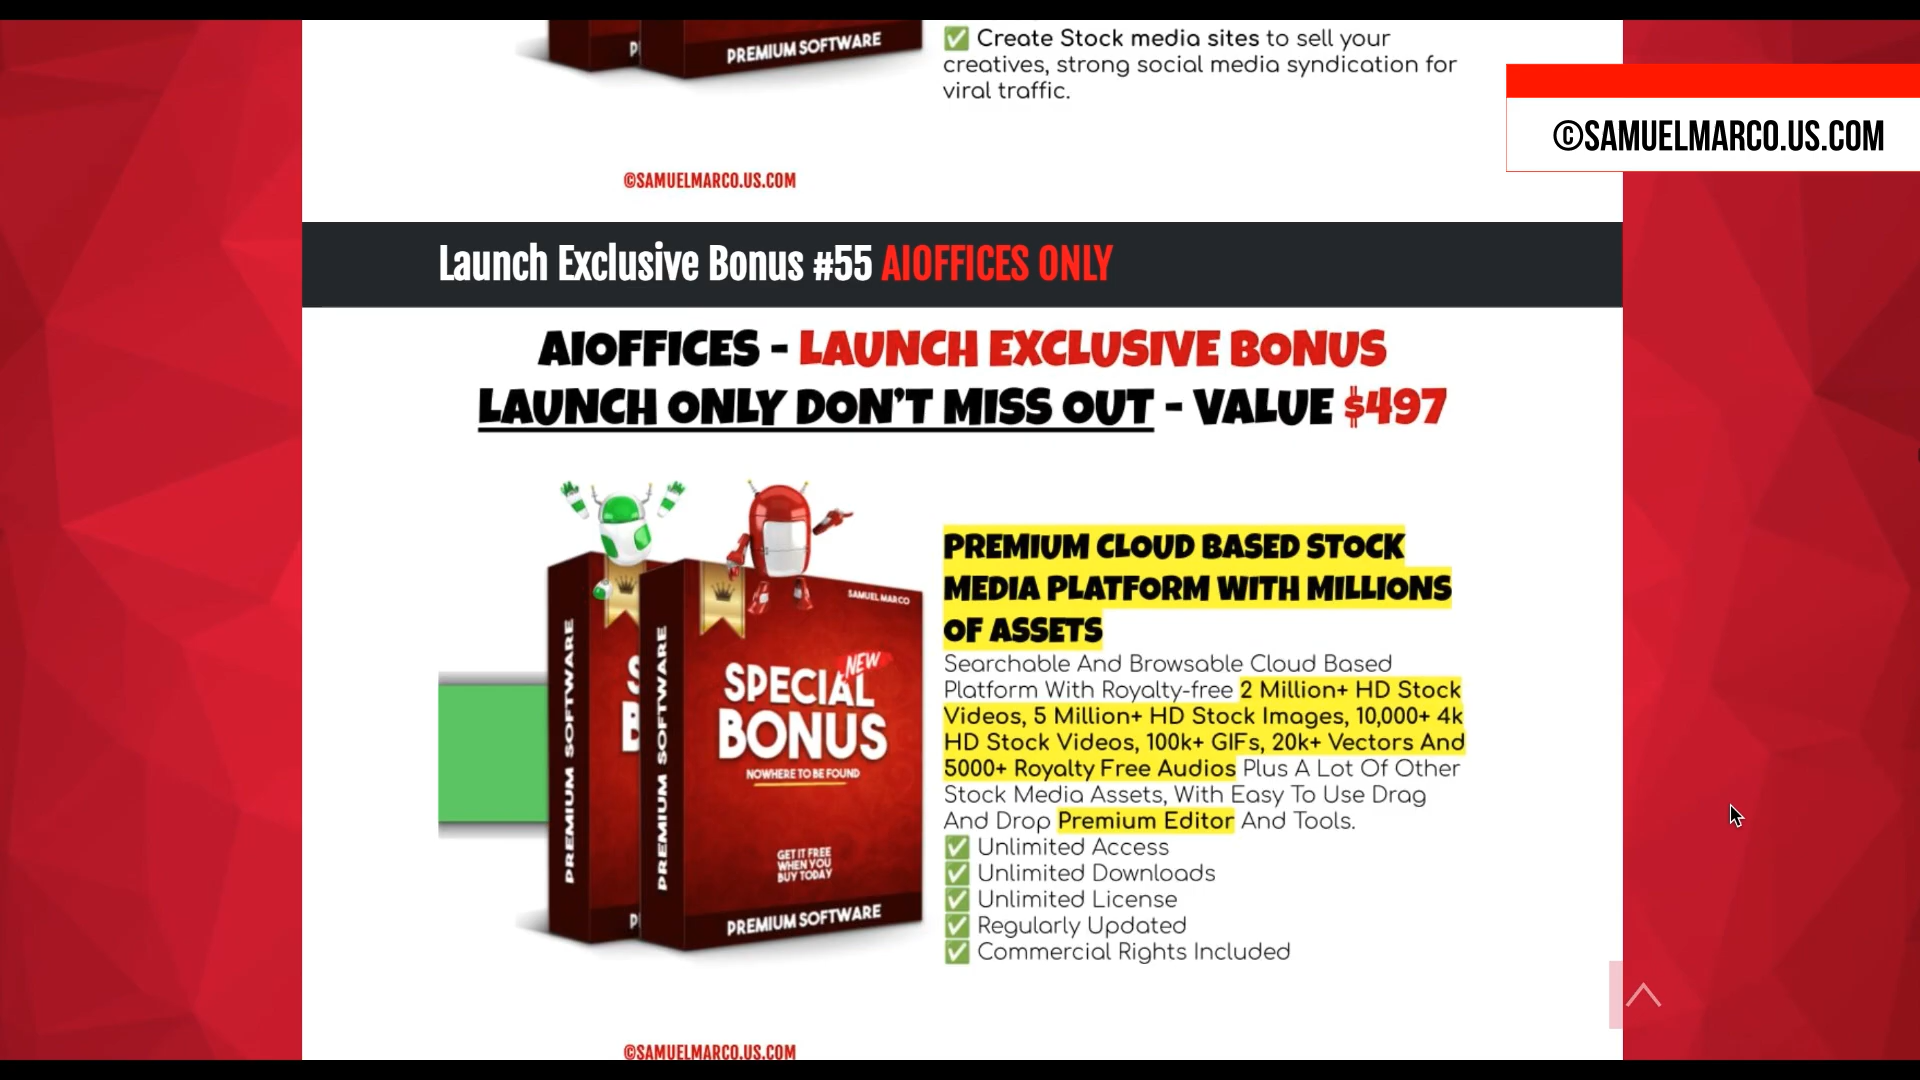 PREMIUM SOFTWARE
✅ Create Stock media sites to sell your
creatives, strong social media syndication for
viral traffic.
©SAMUELMARCO.US.COM
©SAMUELMARCO.US.COM
Launch Exclusive Bonus #55 AIOFFICES ONLY
AIOFFICES - LAUNCH EXCLUSIVE BONUS
LAUNCH ONLY DON'T MISS OUT - VALUE $497
SAMUEL MARCO
PREMIUM SOFTWARE
PREMIUM SOFTWARE
NEW
SPECIAL
BONUS
NOWHERE TO BE FOUND
GET IT FREE
WHEN YOU
BUY TODAY
PREMIUM SOFTWARE
PREMIUM CLOUD BASED STOCK
MEDIA PLATFORM WITH MILLIONS
OF ASSETS
Searchable And Browsable Cloud Based
Platform With Royalty-free 2 Million+ HD Stock
Videos, 5 Million+ HD Stock Images, 10,000+ 4k
HD Stock Videos, 100k+ GIFs, 20k+ Vectors And
5000+ Royalty Free Audios Plus A Lot Of Other
Stock Media Assets, With Easy To Use Drag
And Drop Premium Editor And Tools.
✅ Unlimited Access
✅ Unlimited Downloads
✅ Unlimited License
✅ Regularly Updated
✅ Commercial Rights Included
©SAMUELMARCO.US.COM